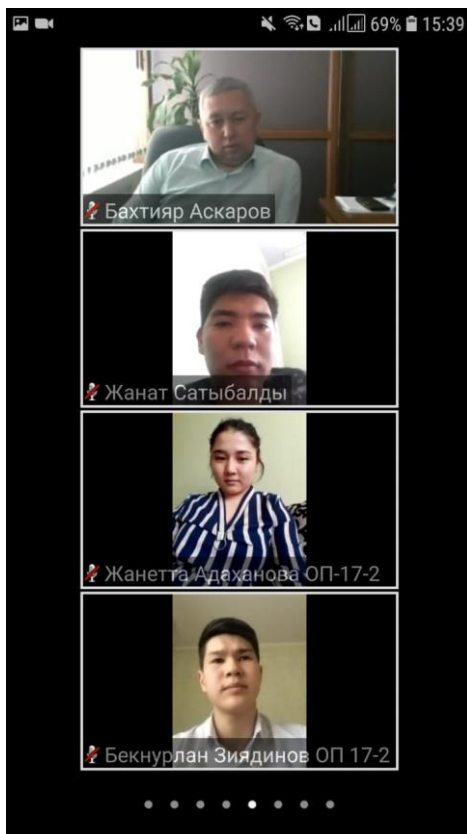 69% 15:39
Бахтияр Аскаров
Жанат Сатыбалды
Жанетта Адаханова ОП-17-2
Бекнурлан Зиядинов ОП 17-2